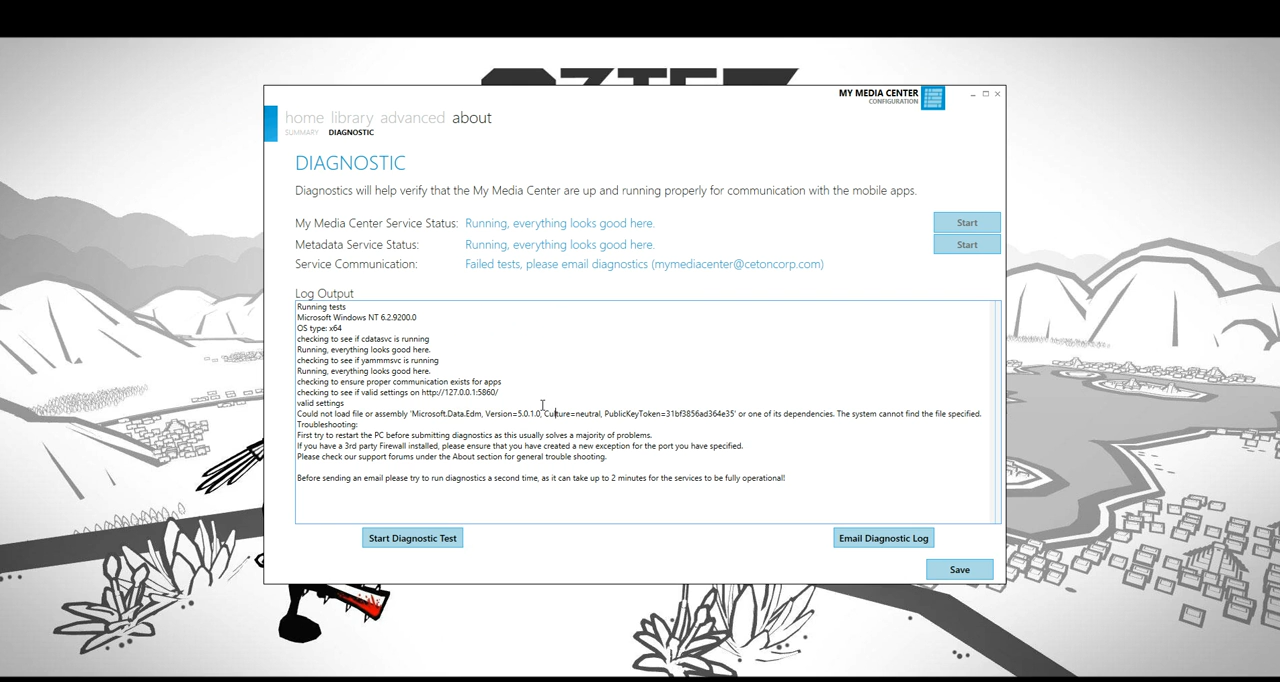 AZTEZ
MY MEDIA CENTER
CONFIGURATION
home library advanced about
SUMMARY DIAGNOSTIC
DIAGNOSTIC
Diagnostics will help verify that the My Media Center are up and running properly for communication with the mobile apps.
My Media Center Service Status: Running, everything looks good here. Start
Metadata Service Status: Running, everything looks good here. Start
Service Communication: Failed tests, please email diagnostics (mymediacenter@cetoncorp.com)
Log Output
Running tests
Microsoft Windows NT 6.2.9200.0
OS type: x64
checking to see if cdatasvc is running
Running, everything looks good here.
checking to see if yammmsvc is running
Running, everything looks good here.
checking to ensure proper communication exists for apps
checking to see if valid settings on http://127.0.0.1:5860/
valid settings
Could not load file or assembly 'Microsoft.Data.Edm, Version=5.0.1.0, Culture=neutral, PublicKeyToken=31bf3856ad364e35' or one of its dependencies. The system cannot find the file specified.
Troubleshooting:
First try to restart the PC before submitting diagnostics as this usually solves a majority of problems.
If you have a 3rd party Firewall installed, please ensure that you have created a new exception for the port you have specified.
Please check our support forums under the About section for general trouble shooting.
Before sending an email please try to run diagnostics a second time, as it can take up to 2 minutes for the services to be fully operational!
Start Diagnostic Test Email Diagnostic Log
Save